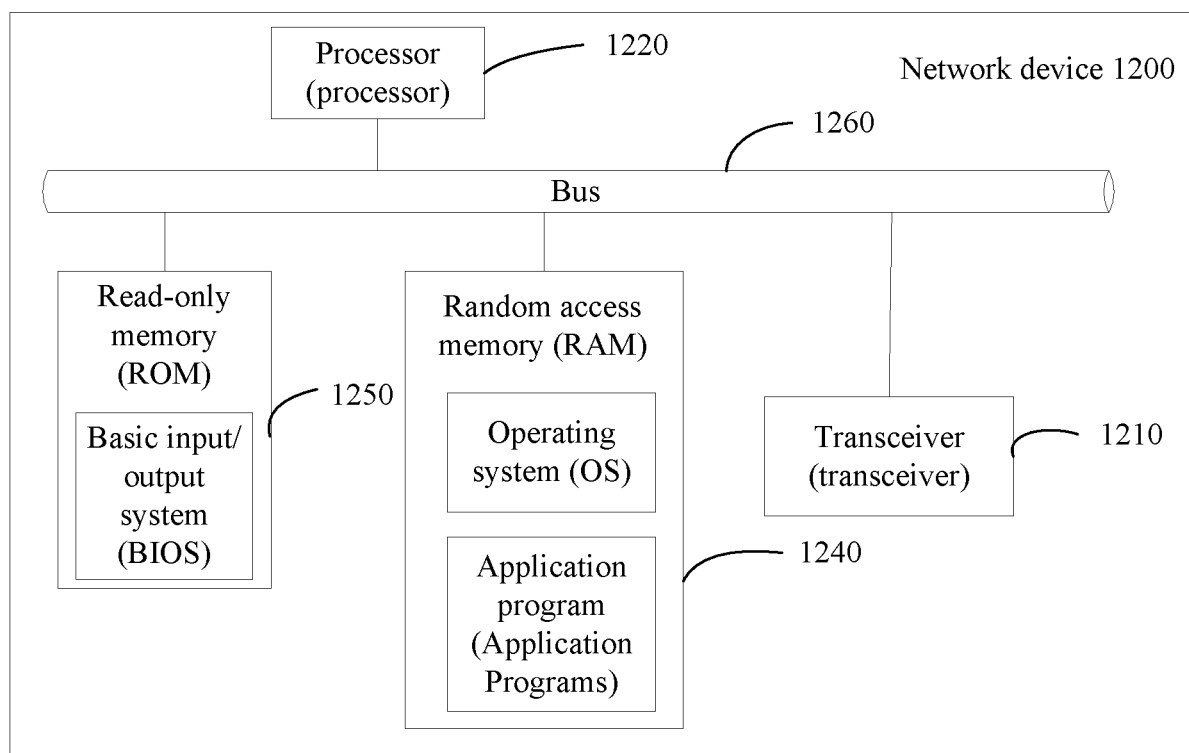 Processor
(processor)
1220
Network device 1200
1260
Bus
Read-only
memory
(ROM)
1250
Basic input/
output
system
(BIOS)
Random access
memory (RAM)
Operating
system (OS)
Application
program
(Application
Programs)
1240
Transceiver
(transceiver)
1210